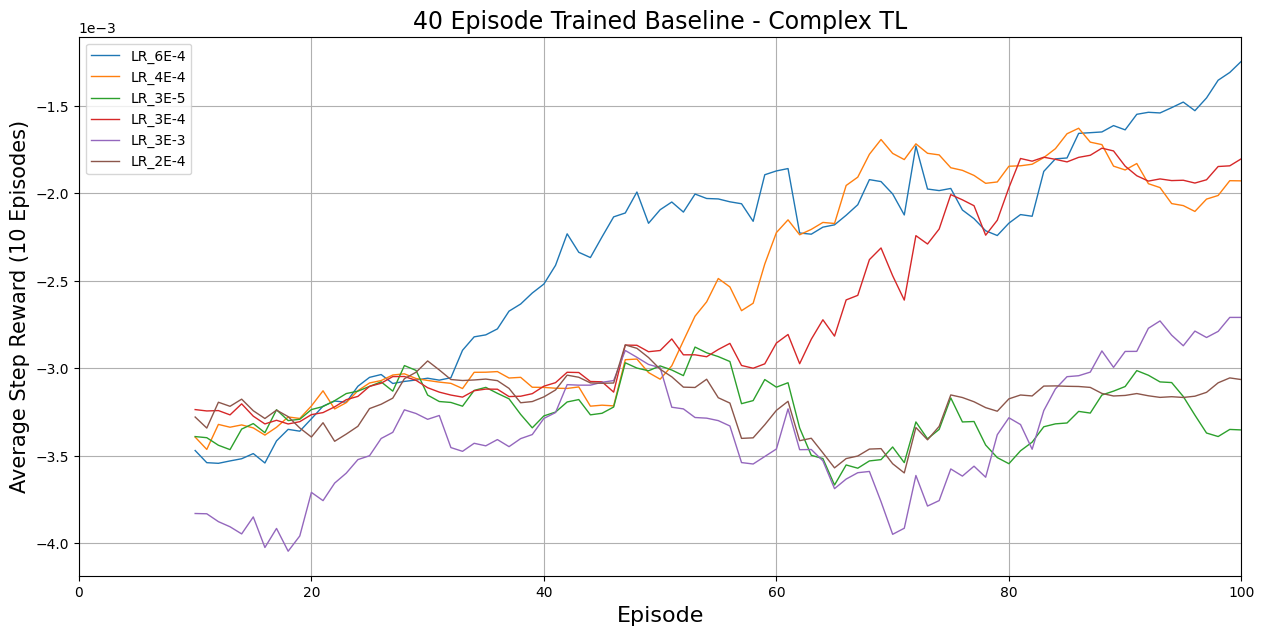 40 Episode Trained Baseline - Complex TL
1e−3
LR_6E-4
LR_4E-4
LR_3E-5
LR_3E-4
LR_3E-3
LR_2E-4
Average Step Reward (10 Episodes)
−1.5
−2.0
−2.5
−3.0
−3.5
−4.0
0 20 40 60 80 100
Episode